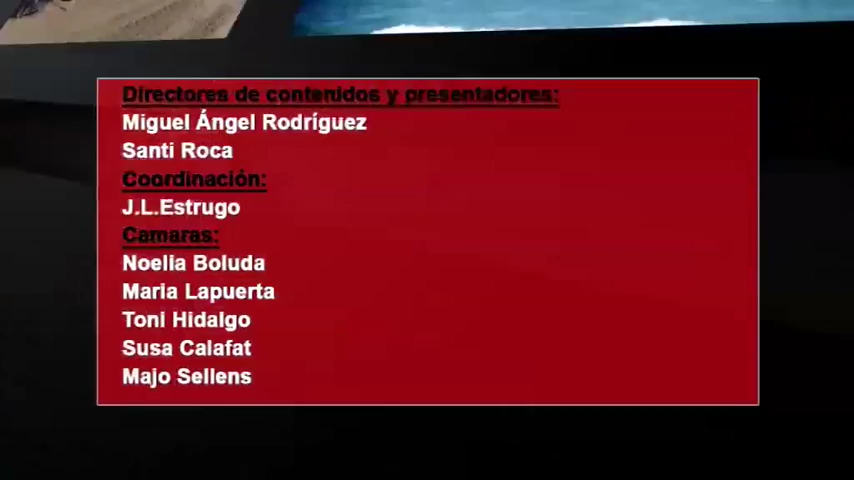 Directores de contenidos y presentadores:
Miguel Ángel Rodríguez
Santi Roca
Coordinación:
J.L.Estrugo
Camaras:
Noelia Boluda
Maria Lapuerta
Toni Hidalgo
Susa Calafat
Majo Sellens